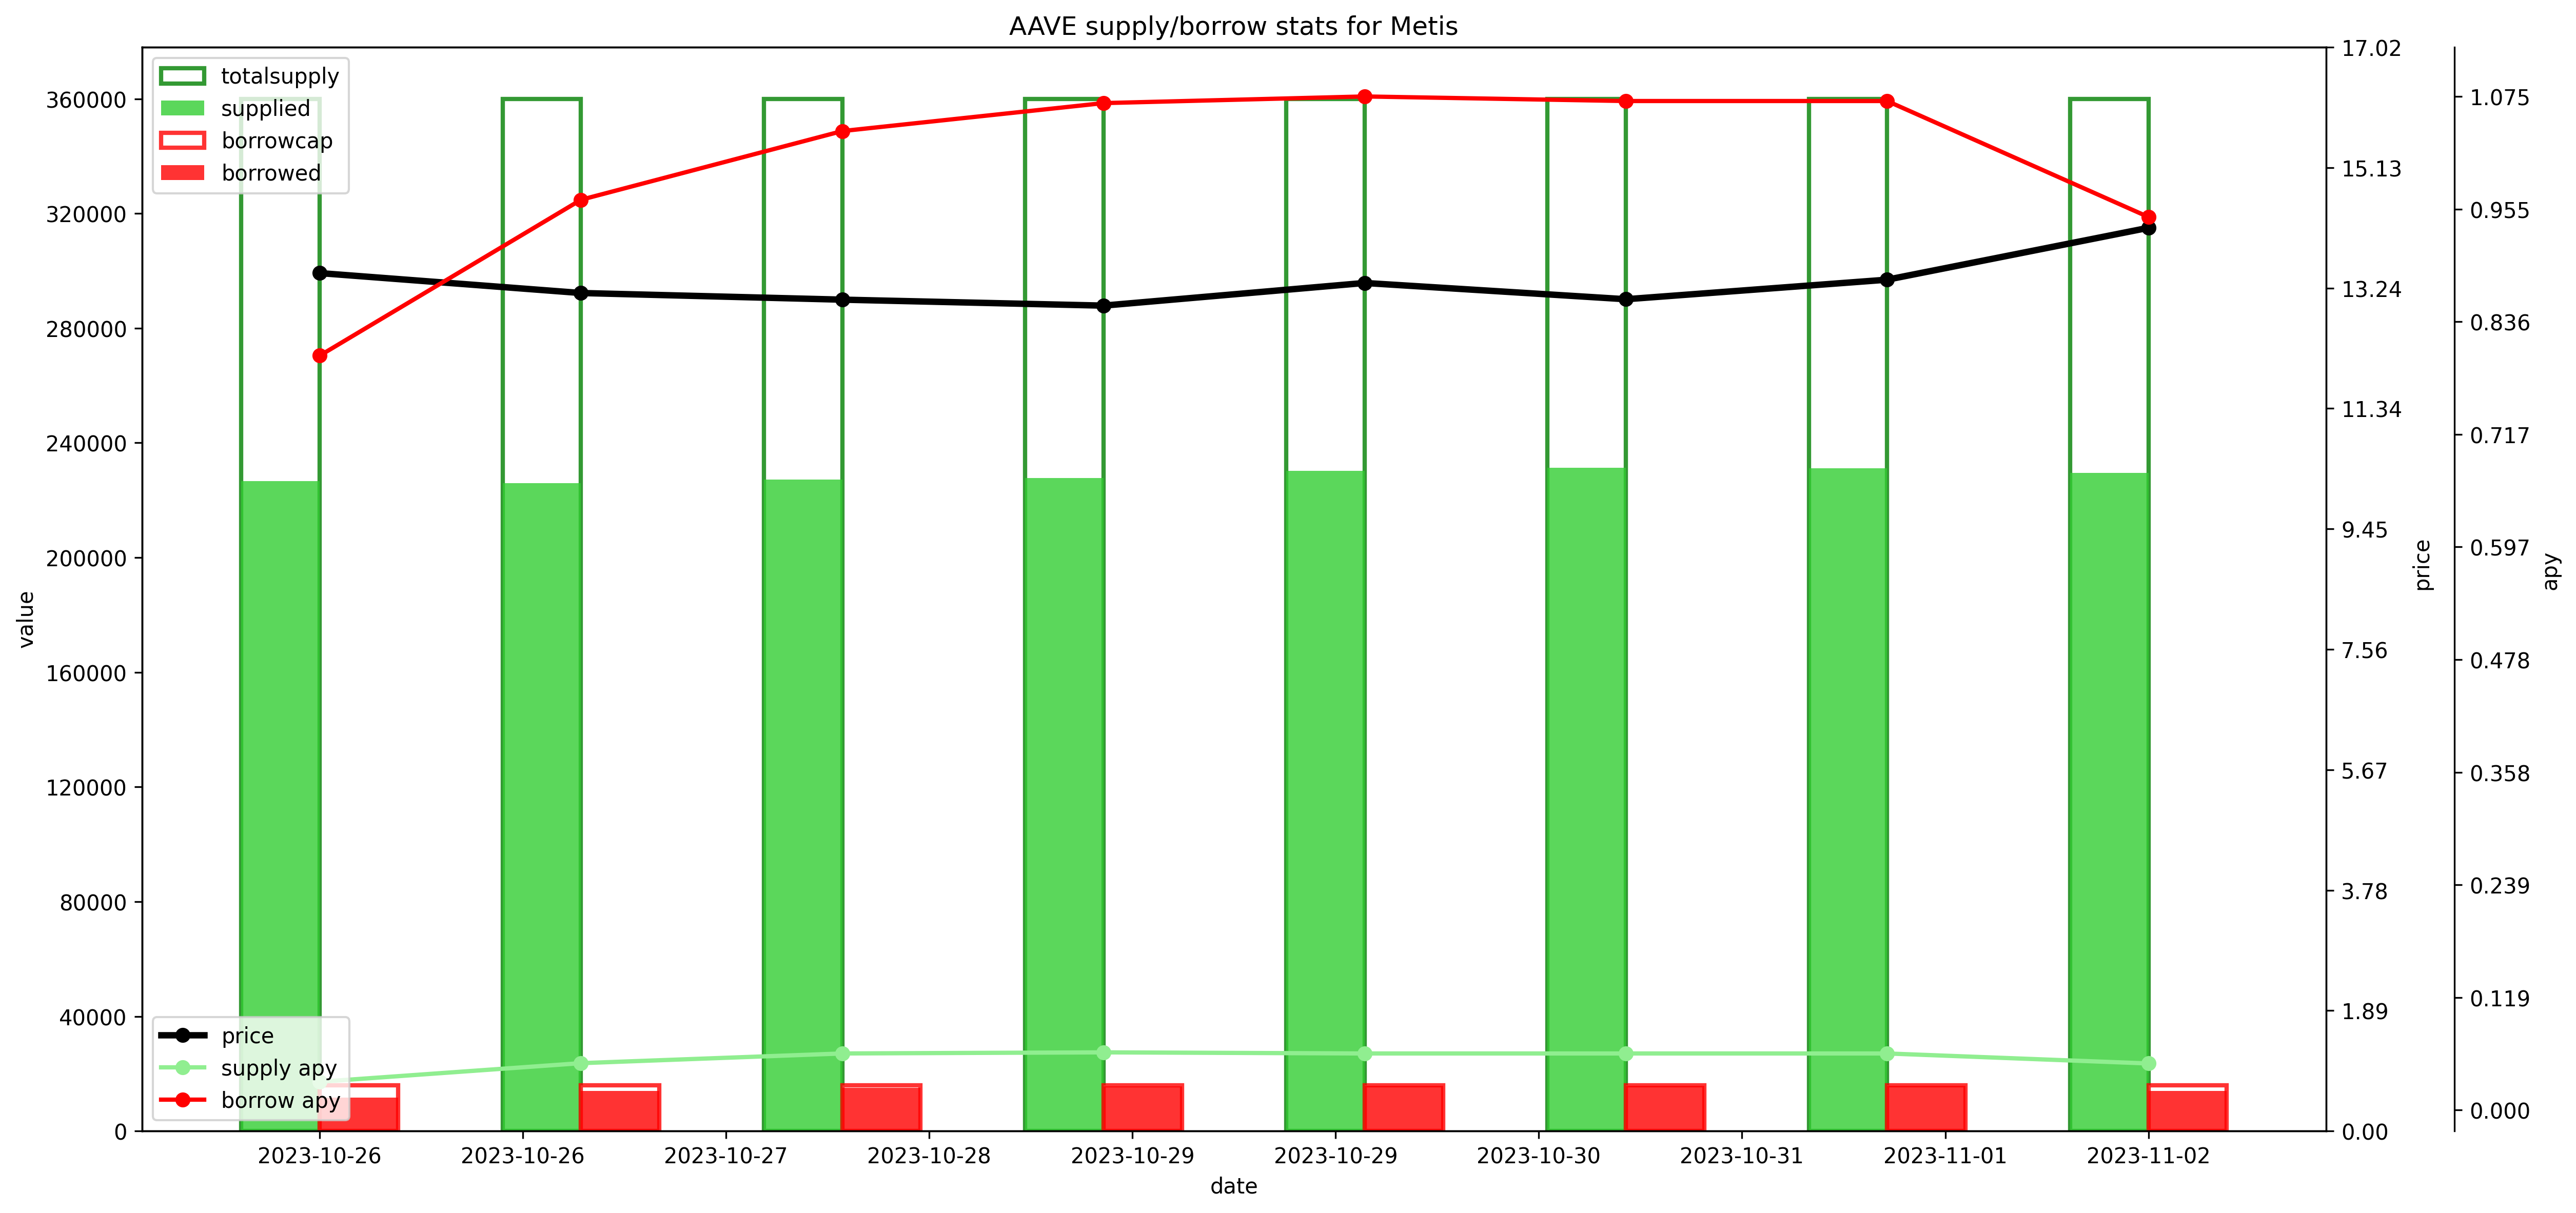 AAVE supply/borrow stats for Metis
totalsupply
supplied
borrowcap
borrowed
360000
320000
280000
240000
200000
160000
120000
80000
40000
0
value
17.02
15.13
13.24
11.34
9.45
7.56
5.67
3.78
1.89
0.00
price
1.075
0.955
0.836
0.717
0.597
0.478
0.358
0.239
0.119
0.000
apy
price
supply apy
borrow apy
2023-10-26 2023-10-26 2023-10-27 2023-10-28 2023-10-29 2023-10-29 2023-10-30 2023-10-31 2023-11-01 2023-11-02
date